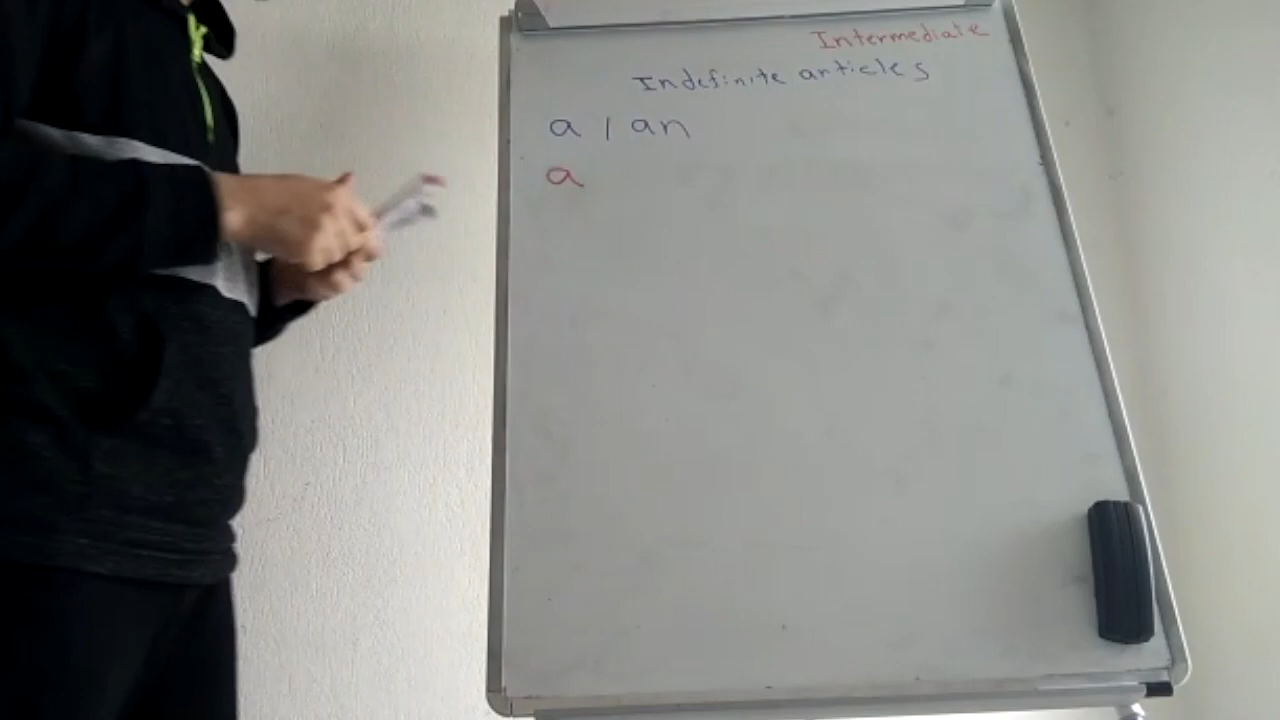 Intermediate
Indefinite articles
a / an
a